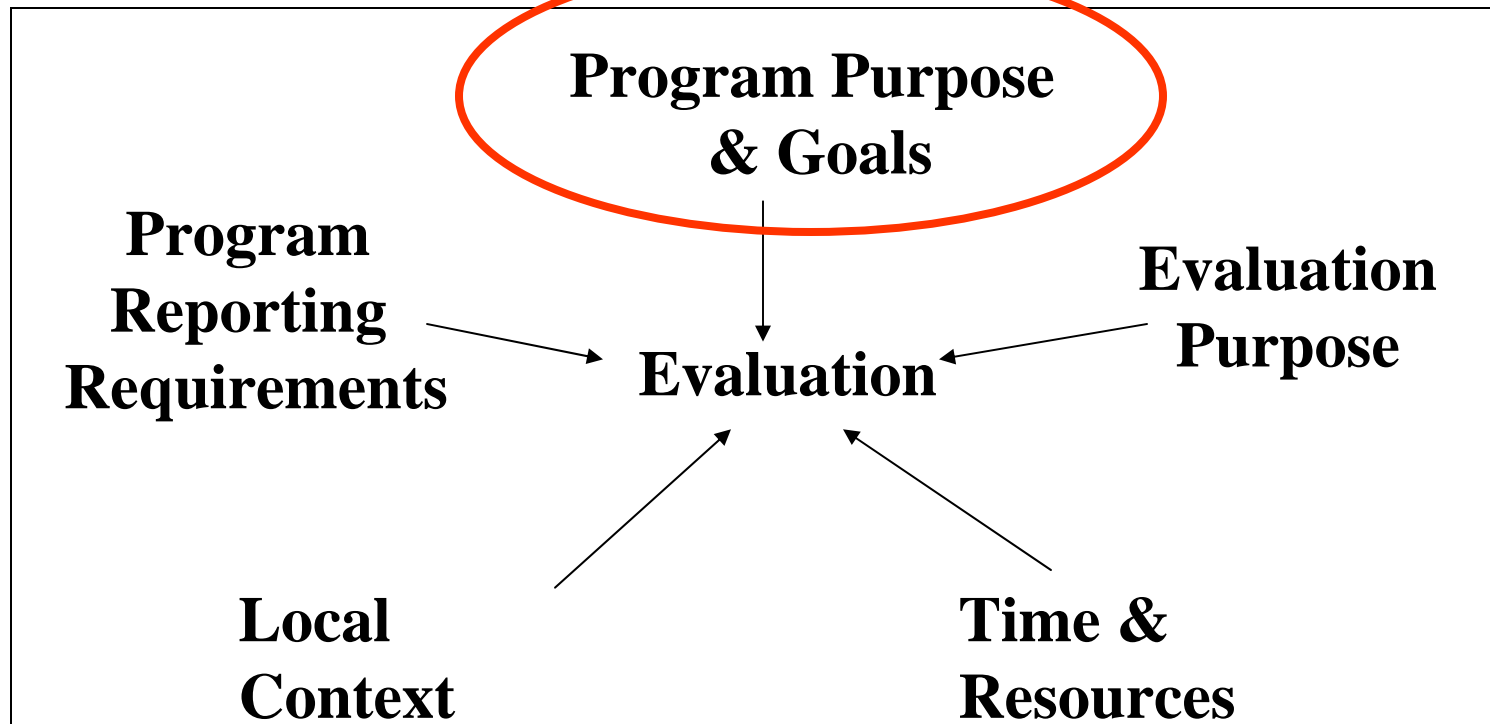 Program Purpose
& Goals
Program
Reporting
Requirements
Evaluation
Purpose
Evaluation
Local
Context
Time &
Resources